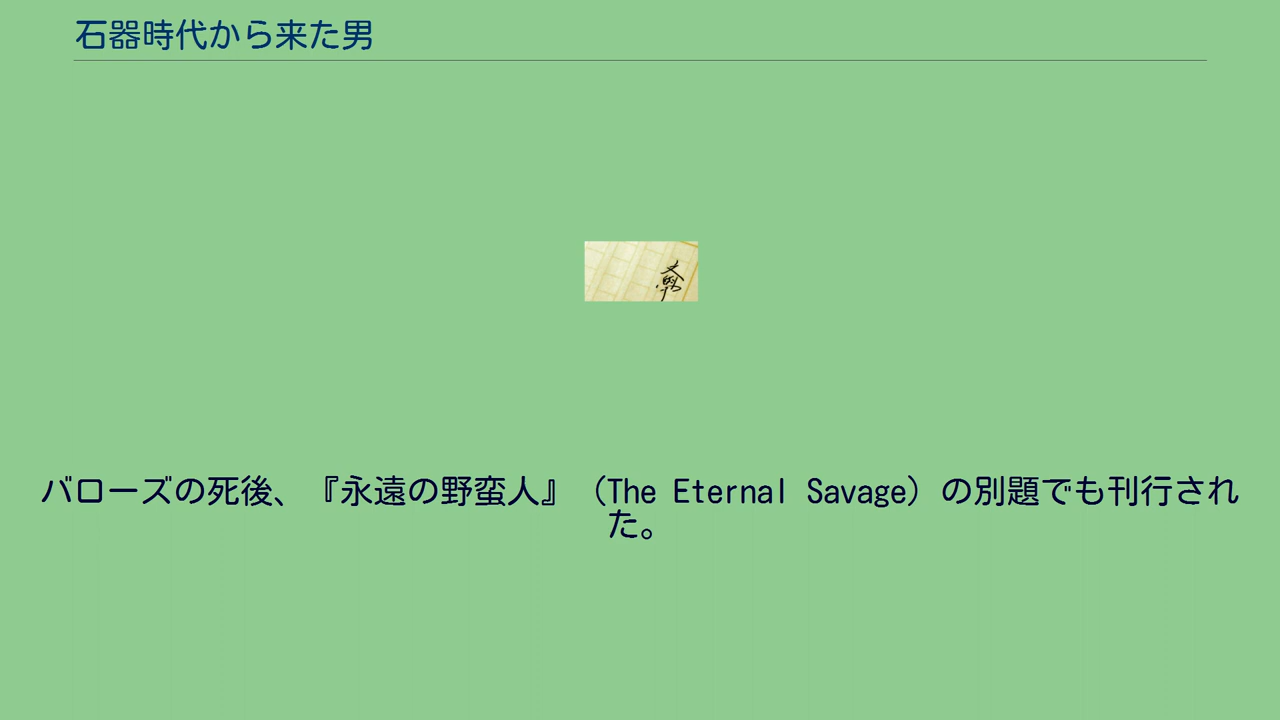 石器時代から来た男
バローズの死後、『永遠の野蛮人』（The Eternal Savage）の別題でも刊行され
た。